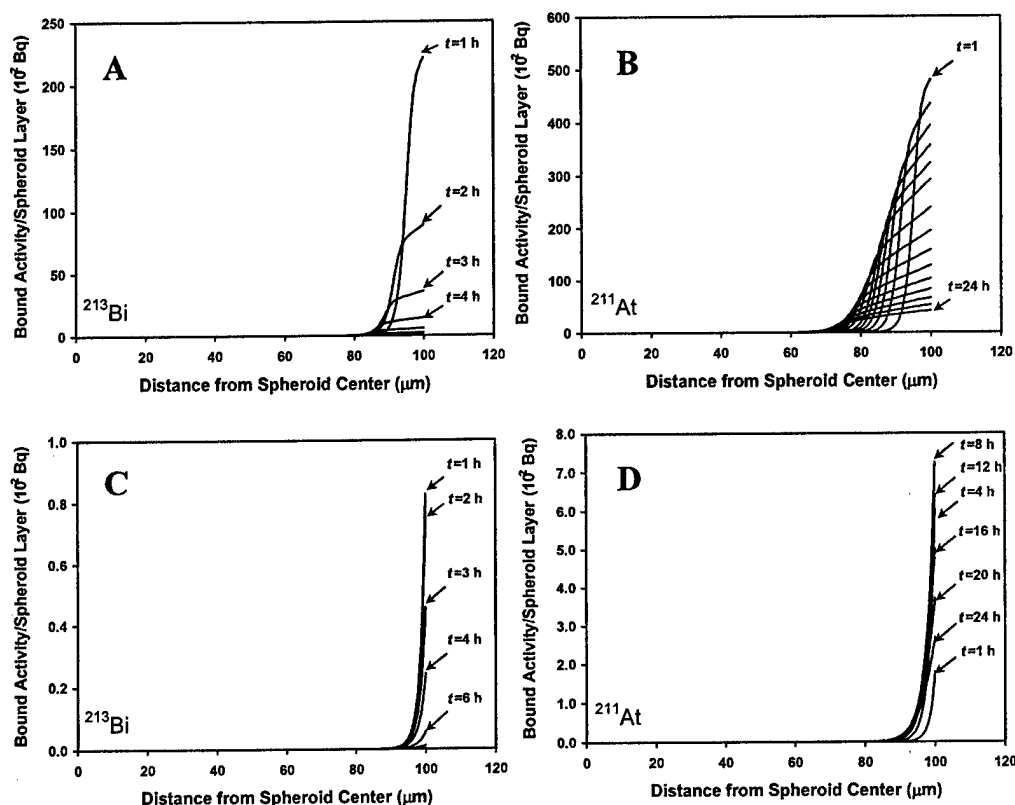 A
Bound Activity/Spheroid Layer (10² Bq)
250
200
150
100
50
0
t=1 h
t=2 h
t=3 h
t=4 h
²¹³Bi
0 20 40 60 80 100 120
Distance from Spheroid Center (µm)
B
Bound Activity/Spheroid Layer (10² Bq)
600
500
400
300
200
100
0
t=1
t=24 h
²¹¹At
0 20 40 60 80 100 120
Distance from Spheroid Center (µm)
C
Bound Activity/Spheroid Layer (10² Bq)
1.0
0.8
0.6
0.4
0.2
0.0
t=1 h
t=2 h
t=3 h
t=4 h
t=6 h
²¹³Bi
0 20 40 60 80 100 120
Distance from Spheroid Center (µm)
D
Bound Activity/Spheroid Layer (10² Bq)
8.0
7.0
6.0
5.0
4.0
3.0
2.0
1.0
0.0
t=8 h
t=12 h
t=4 h
t=16 h
t=20 h
t=24 h
t=1 h
²¹¹At
0 20 40 60 80 100 120
Distance from Spheroid Center (µm)